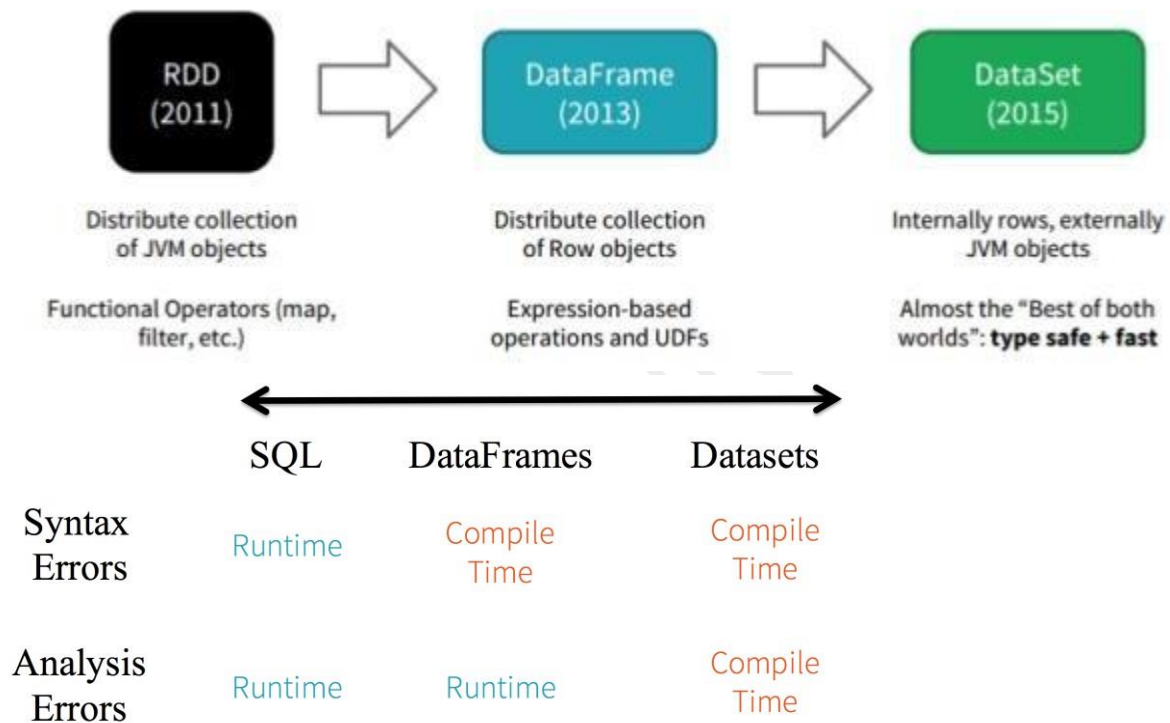 RDD
(2011)
DataFrame
(2013)
DataSet
(2015)
Distribute collection
of JVM objects
Functional Operators (map,
filter, etc.)
Distribute collection
of Row objects
Expression-based
operations and UDFs
Internally rows, externally
JVM objects
Almost the “Best of both
worlds”: type safe + fast
SQL DataFrames Datasets
Syntax
Errors
Runtime
Compile
Time
Compile
Time
Analysis
Errors
Runtime
Runtime
Compile
Time